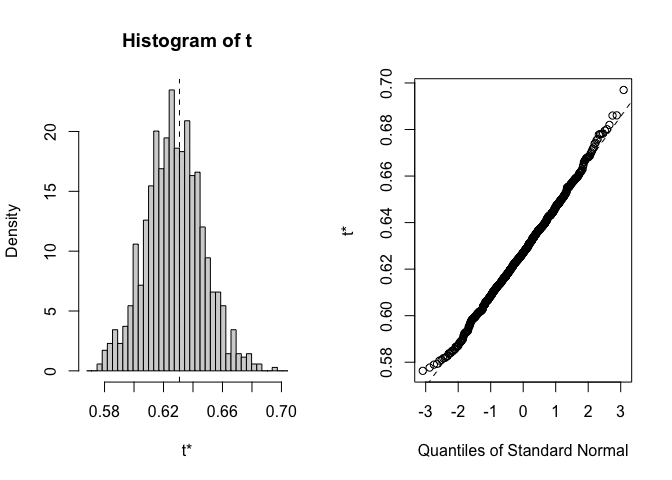 Histogram of t
Density
0 5 10 15 20
0.58 0.62 0.66 0.70
t*
t*
0.58 0.60 0.62 0.64 0.66 0.68 0.70
-3 -2 -1 0 1 2 3
Quantiles of Standard Normal